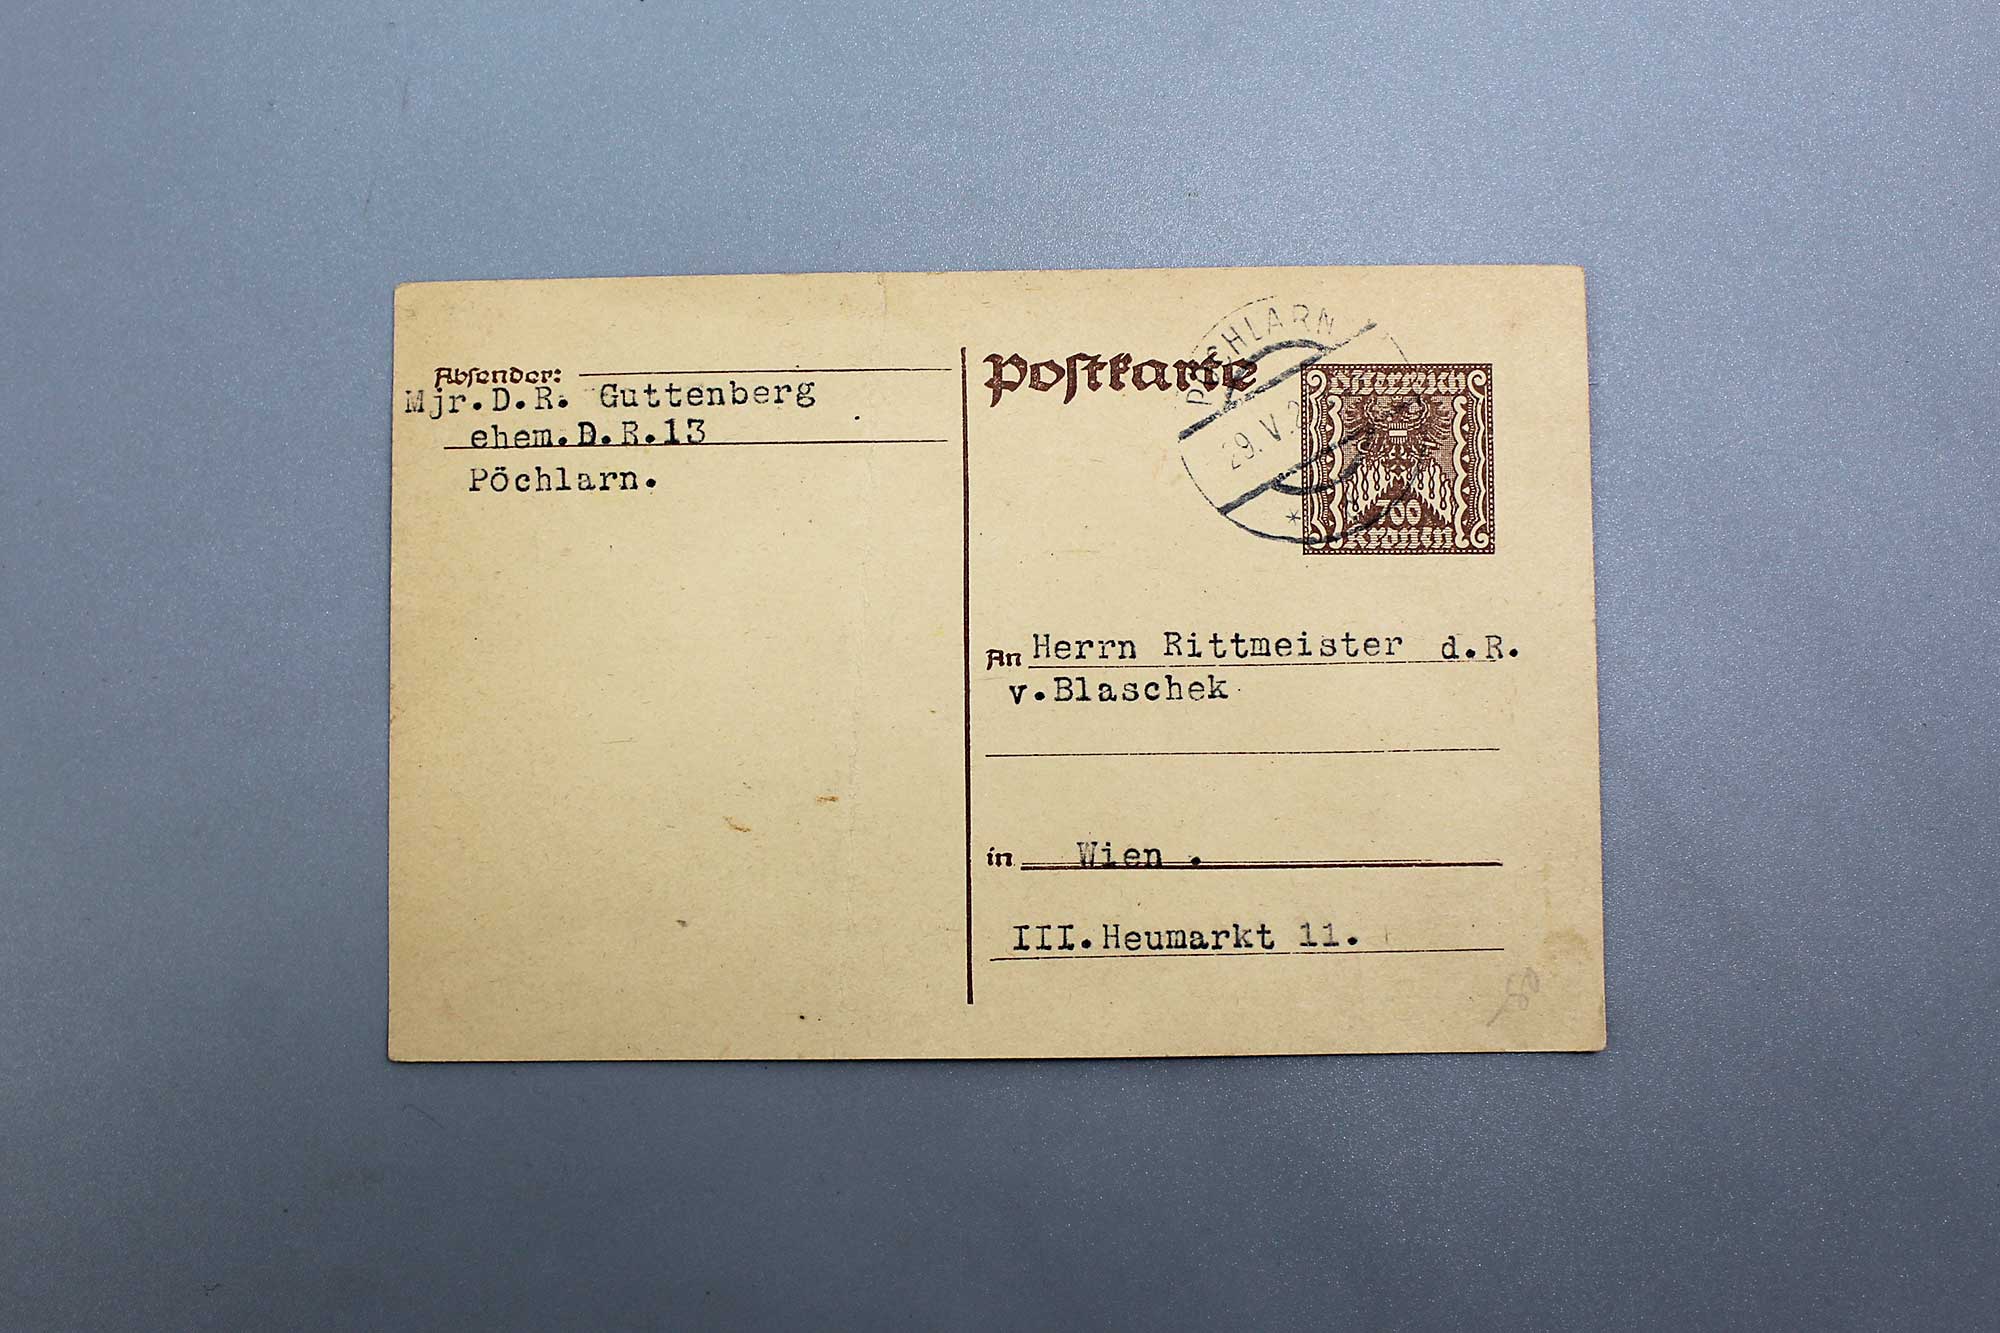 Absender:
Mjr.D.R. Guttenberg
ehem.D.R.13
Pöchlarn.
Postkarte
PÖCHLARN
29.V.2
Österreich
700
Kronen
An Herrn Rittmeister d.R.
v.Blaschek
in Wien .
III.Heumarkt 11.